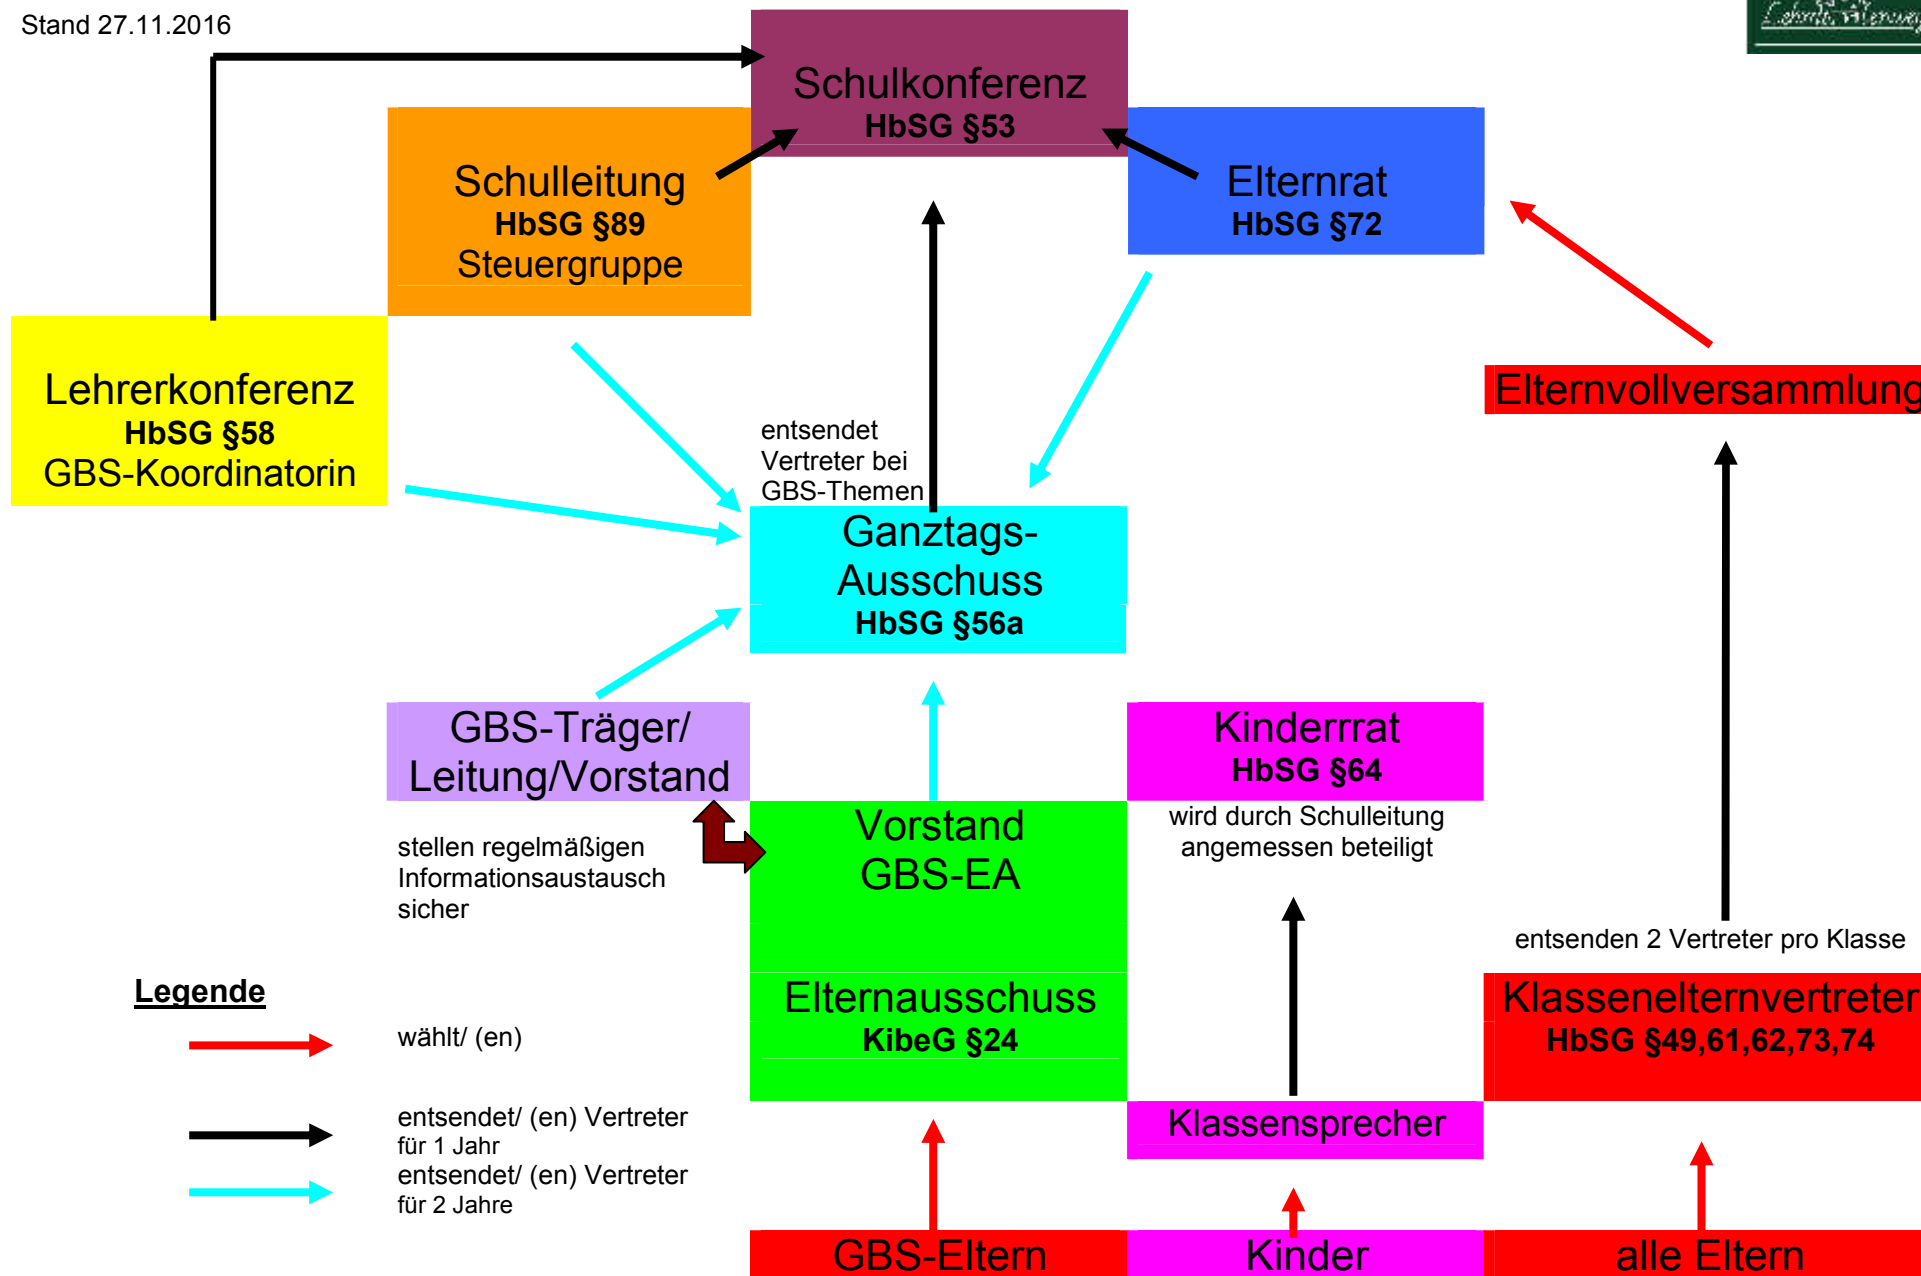 Stand 27.11.2016
Schulkonferenz
HbSG §53
Schulleitung
HbSG §89
Steuergruppe
Elternrat
HbSG §72
Lehrerkonferenz
HbSG §58
GBS-Koordinatorin
Elternvollversammlung
entsendet
Vertreter bei
GBS-Themen
Ganztags-
Ausschuss
HbSG §56a
GBS-Träger/
Leitung/Vorstand
Kinderrrat
HbSG §64
wird durch Schulleitung
angemessen beteiligt
stellen regelmäßigen
Informationsaustausch
sicher
Vorstand
GBS-EA
entsenden 2 Vertreter pro Klasse
Elternausschuss
KibeG §24
Klassenelternvertreter
HbSG §49,61,62,73,74
Klassensprecher
Legende
wählt/ (en)
entsendet/ (en) Vertreter
für 1 Jahr
entsendet/ (en) Vertreter
für 2 Jahre
GBS-Eltern
Kinder
alle Eltern